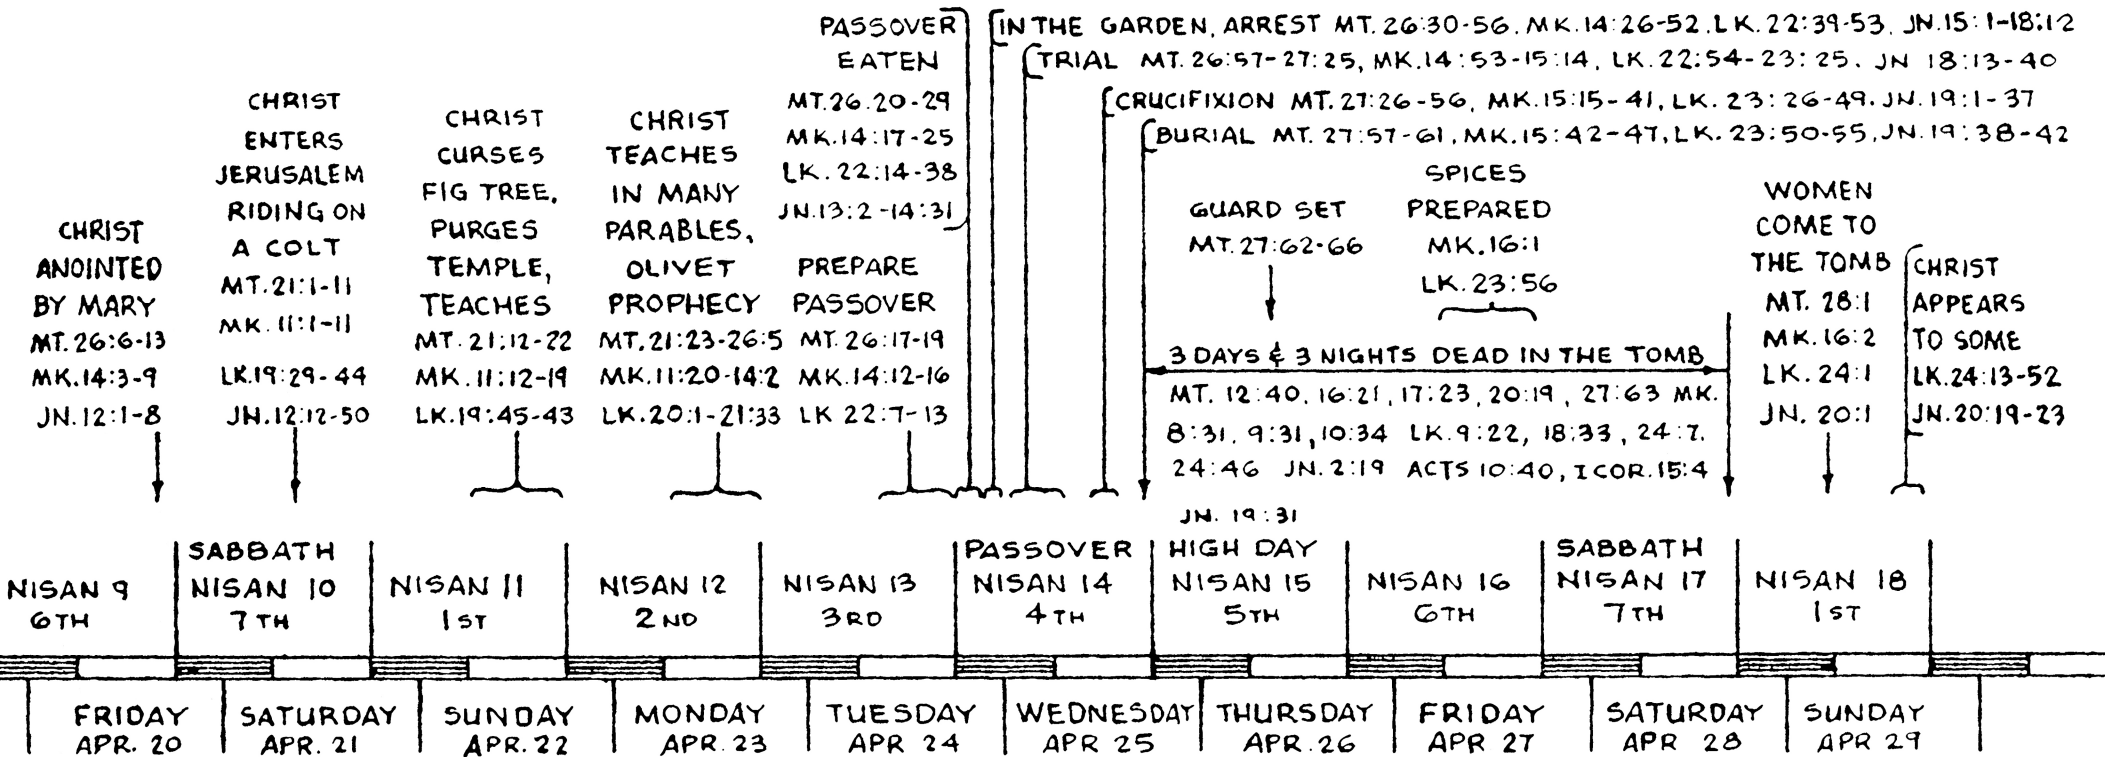 CHRIST
ANOINTED
BY MARY
MT. 26:6-13
MK. 14:3-9
JN. 12:1-8
CHRIST
ENTERS
JERUSALEM
RIDING ON
A COLT
MT. 21:1-11
MK. 11:1-11
LK. 19:29-44
JN. 12:12-50
CHRIST
CURSES
FIG TREE,
PURGES
TEMPLE,
TEACHES
MT. 21:12-22
MK. 11:12-19
LK. 19:45-43
CHRIST
TEACHES
IN MANY
PARABLES,
OLIVET
PROPHECY
MT. 21:23-26:5
MK. 11:20-14:2
LK. 20:1-21:33
PASSOVER
EATEN
MT. 26.20-29
MK. 14:17-25
LK. 22:14-38
JN. 13:2-14:31
PREPARE
PASSOVER
MT. 26:17-19
MK. 14:12-16
LK 22:7-13
IN THE GARDEN, ARREST MT. 26:30-56. MK. 14:26-52. LK. 22:39-53. JN. 15:1-18:12
TRIAL MT. 26:57-27:25, MK. 14:53-15:14, LK. 22:54-23:25. JN 18:13-40
CRUCIFIXION MT. 27:26-56, MK. 15:15-41, LK. 23:26-49. JN. 19:1-37
BURIAL MT. 27:57-61, MK. 15:42-47, LK. 23:50-55, JN. 19:38-42
GUARD SET
MT. 27:62-66
SPICES
PREPARED
MK. 16:1
LK. 23:56
3 DAYS & 3 NIGHTS DEAD IN THE TOMB
MT. 12:40, 16:21, 17:23, 20:19, 27:63 MK.
8:31. 9:31, 10:34 LK. 9:22, 18:33, 24:7.
24:46 JN. 2:19 ACTS 10:40, I COR. 15:4
WOMEN
COME TO
THE TOMB
MT. 28:1
MK. 16:2
LK. 24:1
JN. 20:1
CHRIST
APPEARS
TO SOME
LK. 24:13-52
JN. 20:19-23
NISAN 9
6TH
SABBATH
NISAN 10
7TH
NISAN 11
1ST
NISAN 12
2ND
NISAN 13
3RD
PASSOVER
NISAN 14
4TH
JN. 19:31
HIGH DAY
NISAN 15
5TH
NISAN 16
6TH
SABBATH
NISAN 17
7TH
NISAN 18
1ST
FRIDAY
APR. 20
SATURDAY
APR. 21
SUNDAY
APR. 22
MONDAY
APR. 23
TUESDAY
APR 24
WEDNESDAY
APR 25
THURSDAY
APR. 26
FRIDAY
APR 27
SATURDAY
APR 28
SUNDAY
APR 29